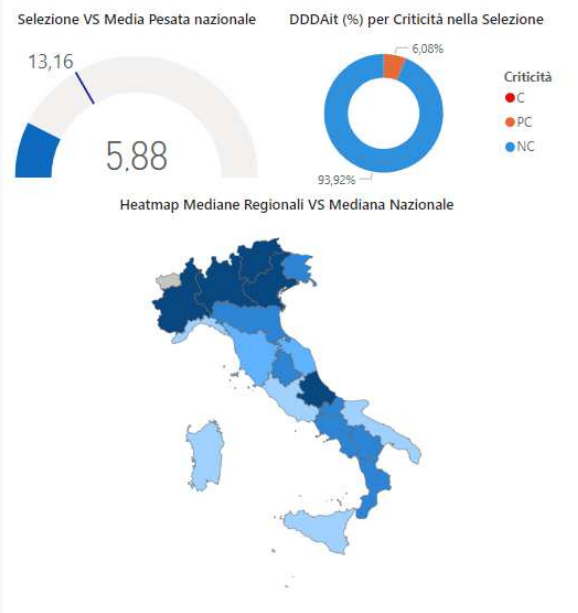 Selezione VS Media Pesata nazionale
13,16
5,88
DDDAit (%) per Criticità nella Selezione
6,08%
93,92%
Criticità
C
PC
NC
Heatmap Mediane Regionali VS Mediana Nazionale